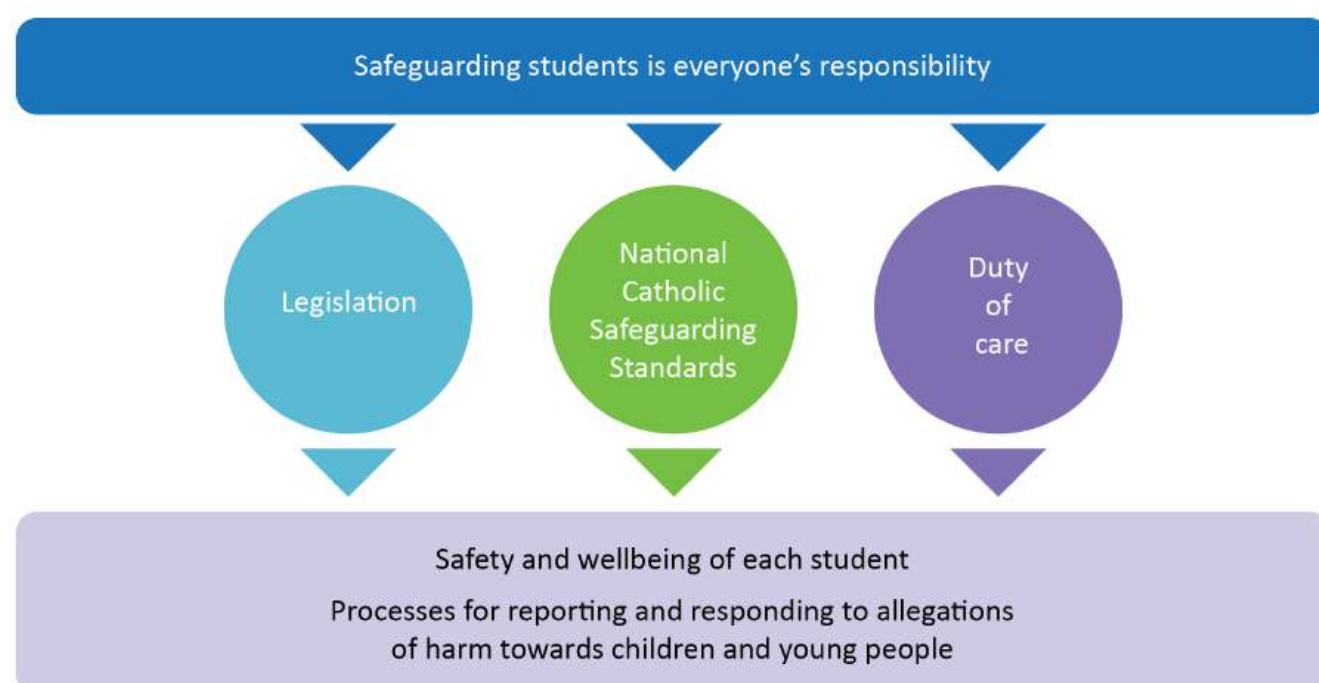 Safeguarding students is everyone’s responsibility
Legislation
National
Catholic
Safeguarding
Standards
Duty
of
care
Safety and wellbeing of each student
Processes for reporting and responding to allegations
of harm towards children and young people